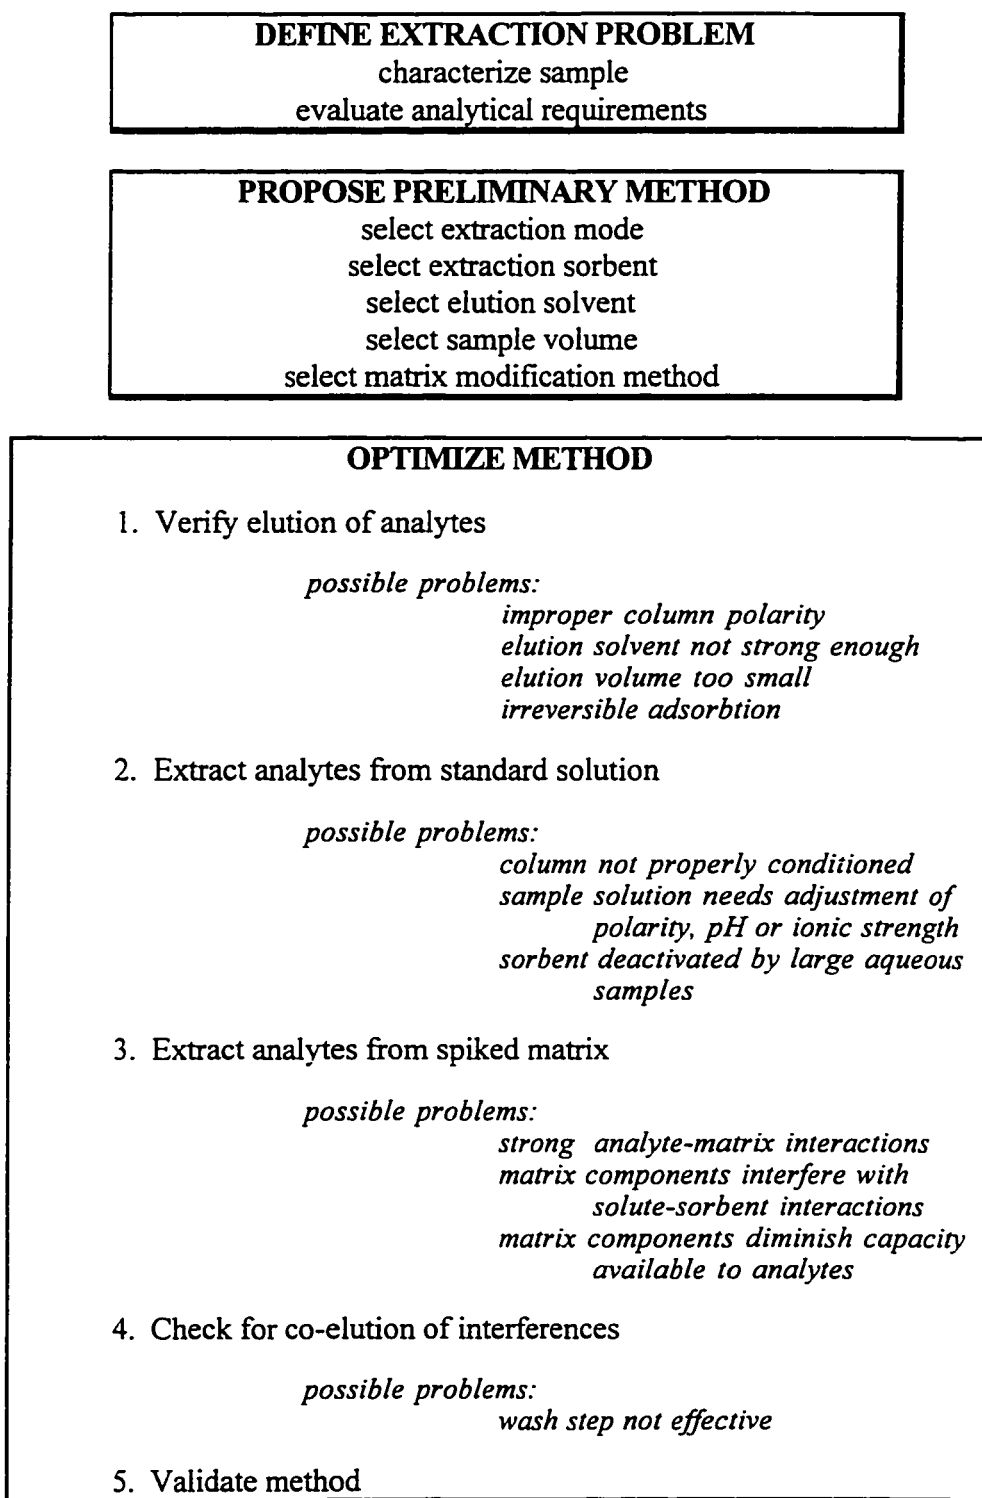 DEFINE EXTRACTION PROBLEM
characterize sample
evaluate analytical requirements
PROPOSE PRELIMINARY METHOD
select extraction mode
select extraction sorbent
select elution solvent
select sample volume
select matrix modification method
OPTIMIZE METHOD
1. Verify elution of analytes
possible problems:
improper column polarity
elution solvent not strong enough
elution volume too small
irreversible adsorbtion
2. Extract analytes from standard solution
possible problems:
column not properly conditioned
sample solution needs adjustment of
polarity, pH or ionic strength
sorbent deactivated by large aqueous
samples
3. Extract analytes from spiked matrix
possible problems:
strong analyte-matrix interactions
matrix components interfere with
solute-sorbent interactions
matrix components diminish capacity
available to analytes
4. Check for co-elution of interferences
possible problems:
wash step not effective
5. Validate method